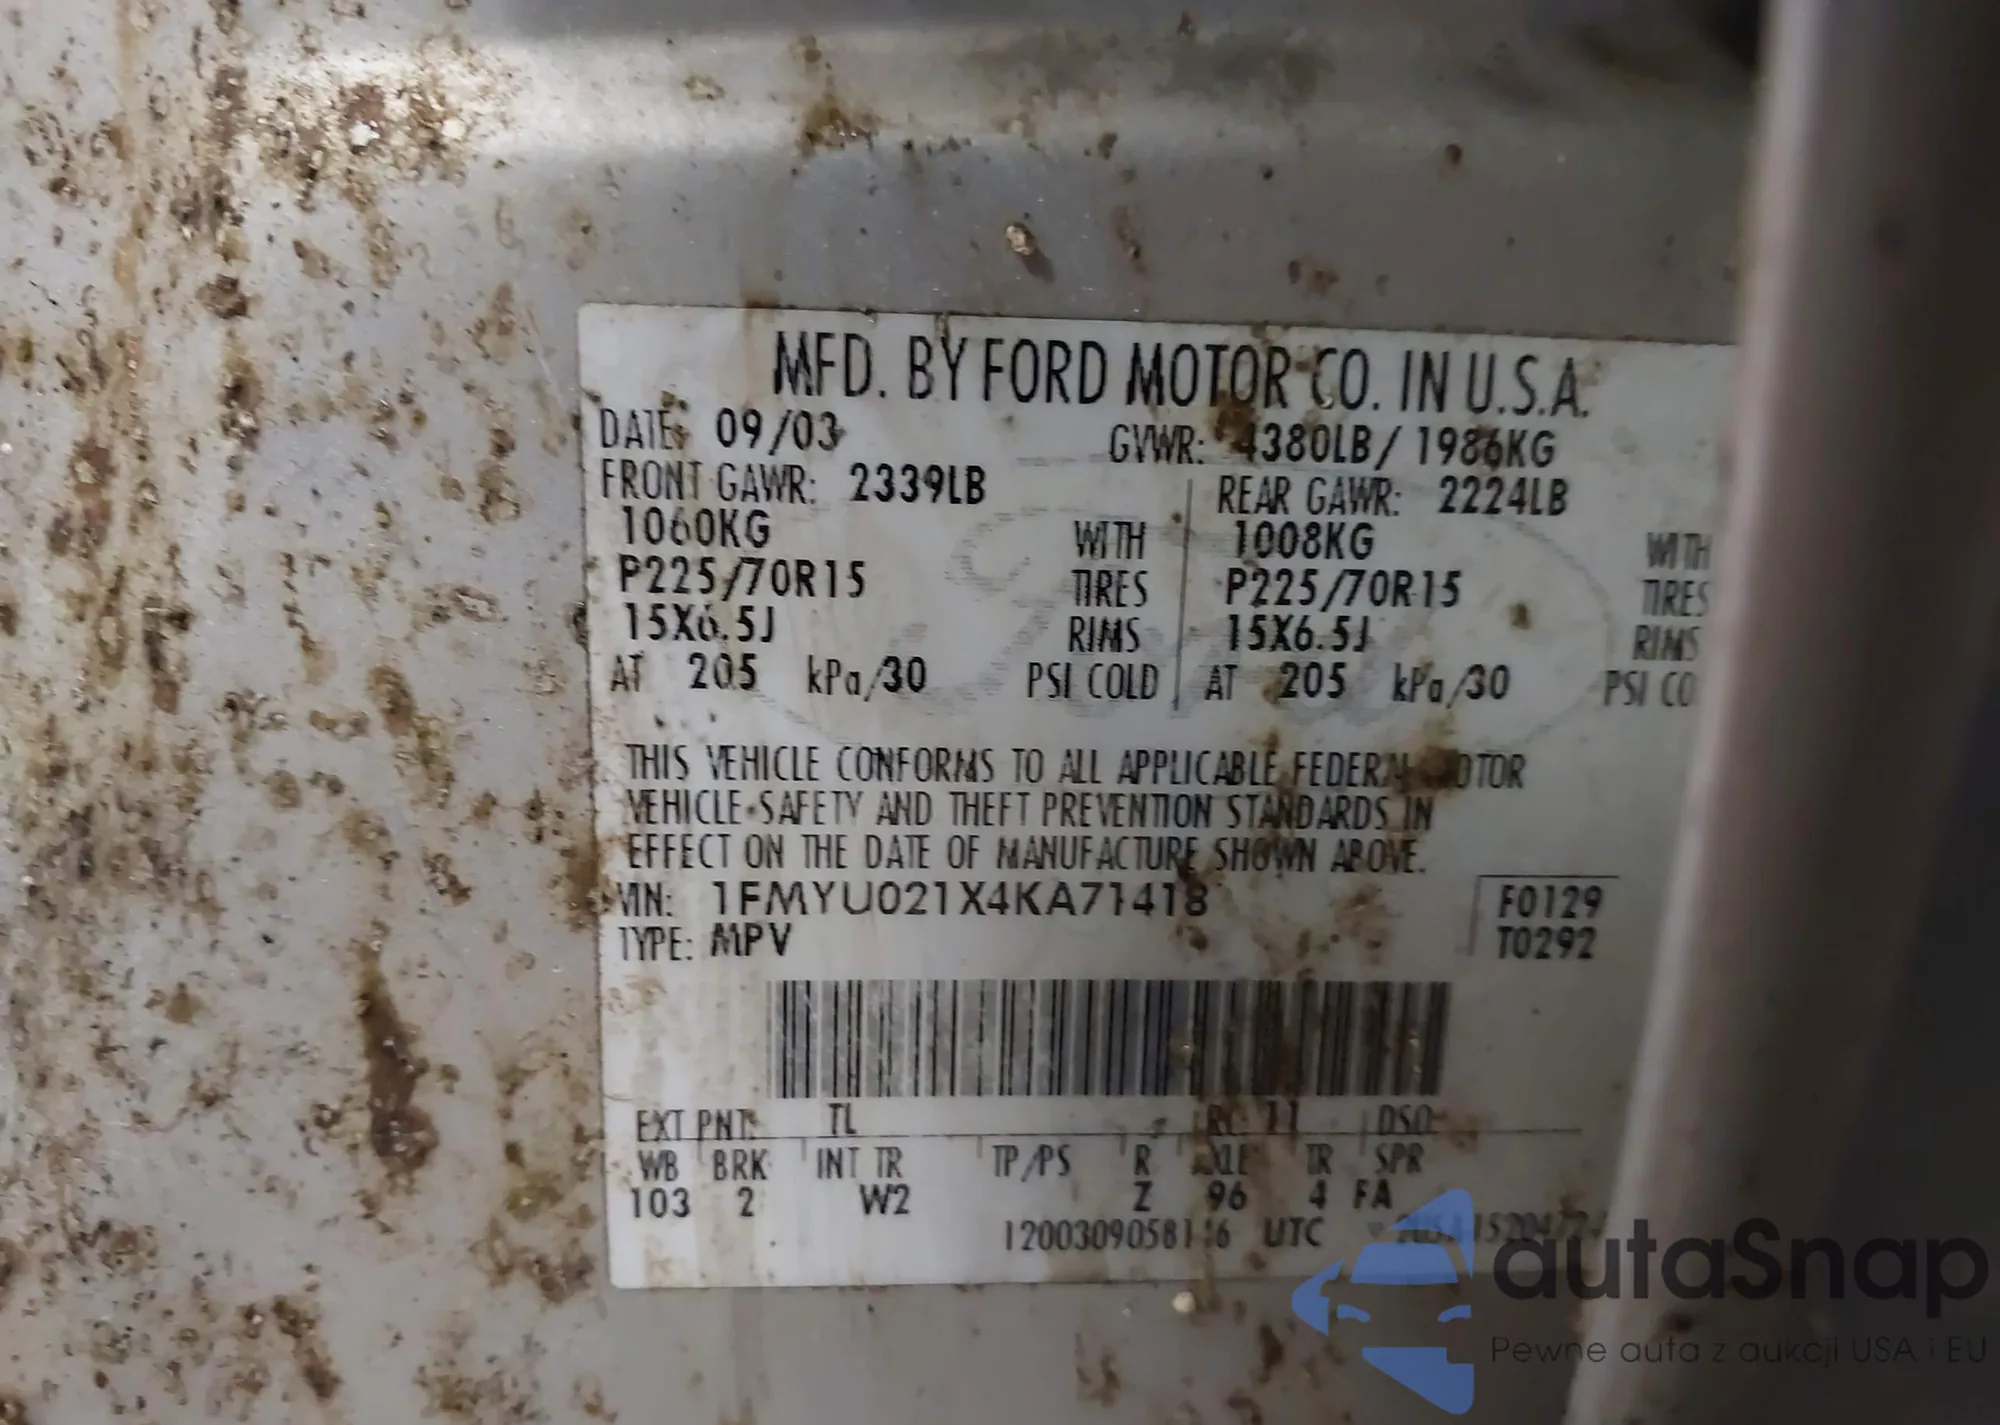 MFD. BY FORD MOTOR CO. IN U.S.A.
DATE: 09/03 GVWR: 4380LB/ 1986KG
FRONT GAWR: 2339LB REAR GAWR: 2224LB
1060KG WITH 1008KG WITH
P225/70R15 TIRES P225/70R15 TIRES
15X6.5J RIMS 15X6.5J RIMS
AT 205 kPa/30 PSI COLD AT 205 kPa/30 PSI CO
THIS VEHICLE CONFORMS TO ALL APPLICABLE FEDERAL MOTOR
VEHICLE SAFETY AND THEFT PREVENTION STANDARDS IN
EFFECT ON THE DATE OF MANUFACTURE SHOWN ABOVE.
VIN: 1FMYU021X4KA71418 F0129
TYPE: MPV T0292
EXT PNT: TL RC: 11 DSO:
WB BRK INT TR TP/PS R AXLE TR SPR
103 2 W2 Z 96 4 FA
UTC
autaSnap
Pewne auta z aukcji USA i EU